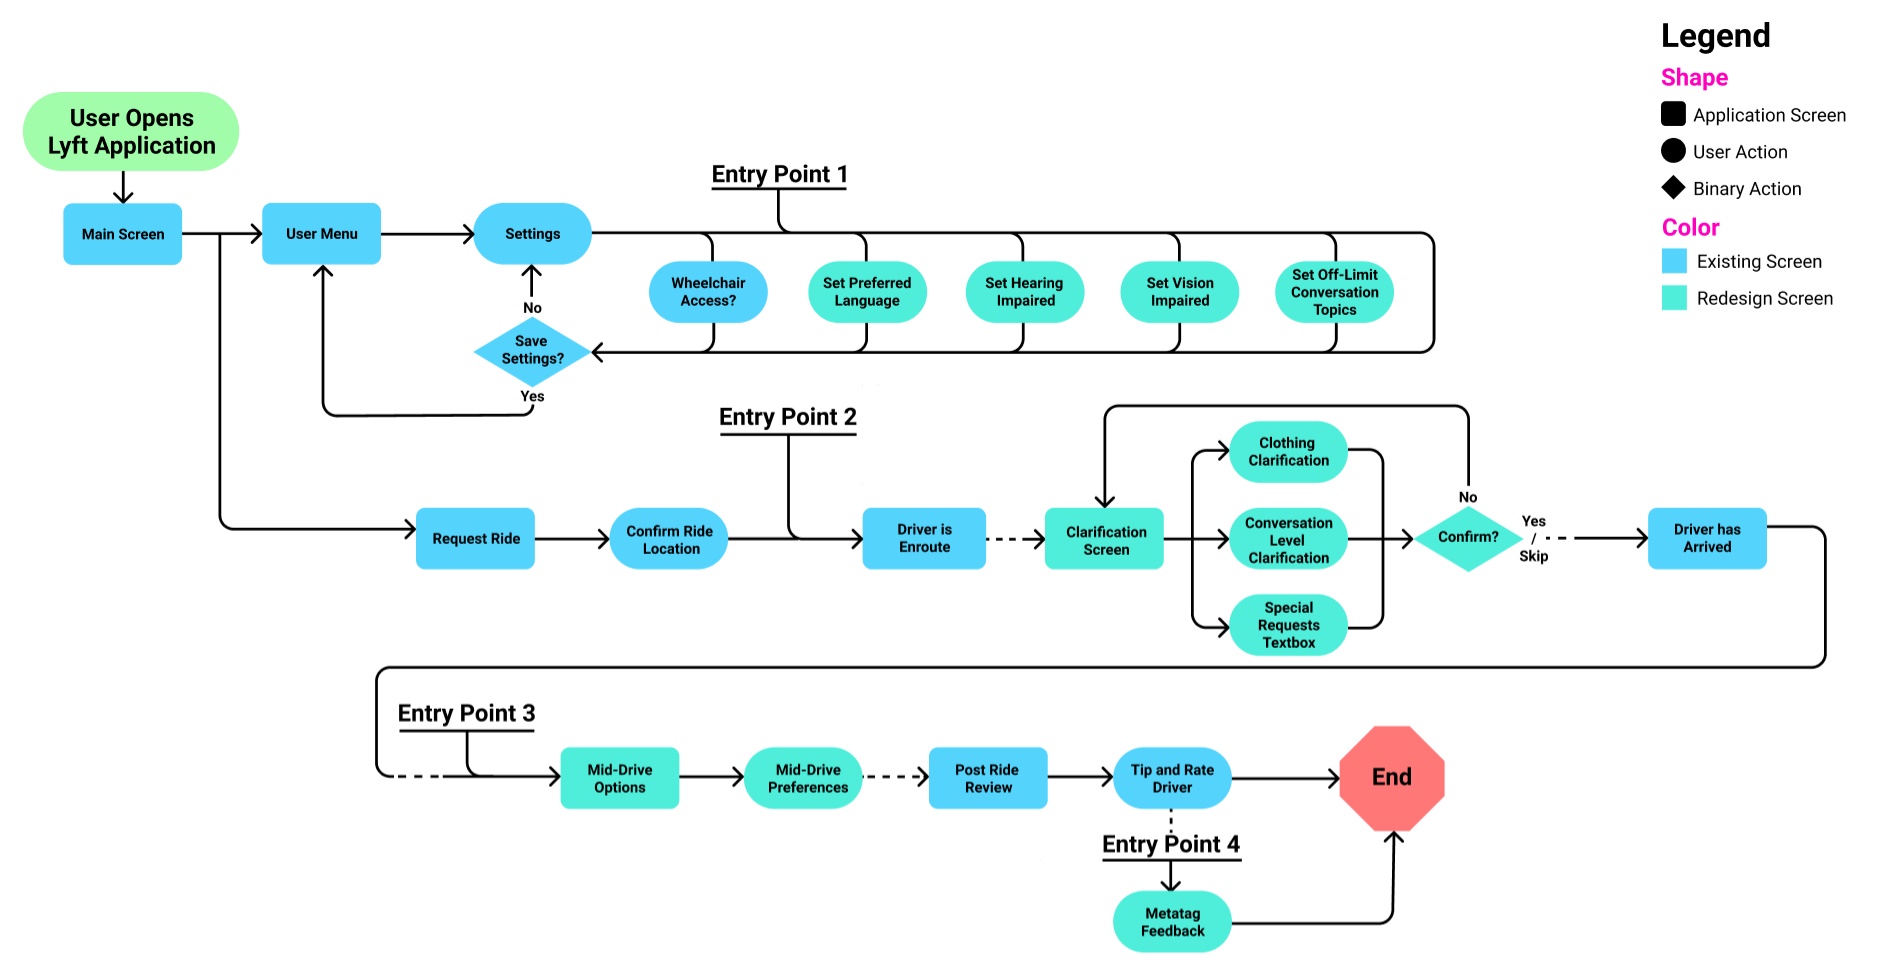 Legend
Shape
Application Screen
User Action
Binary Action
Color
Existing Screen
Redesign Screen
User Opens
Lyft Application
Main Screen
User Menu
Settings
Entry Point 1
Wheelchair
Access?
Set Preferred
Language
Set Hearing
Impaired
Set Vision
Impaired
Set Off-Limit
Conversation
Topics
No
Save
Settings?
Yes
Entry Point 2
Request Ride
Confirm Ride
Location
Driver is
Enroute
Clarification
Screen
Clothing
Clarification
Conversation
Level
Clarification
Special
Requests
Textbox
No
Confirm?
Yes
/
Skip
Driver has
Arrived
Entry Point 3
Mid-Drive
Options
Mid-Drive
Preferences
Post Ride
Review
Tip and Rate
Driver
End
Entry Point 4
Metatag
Feedback